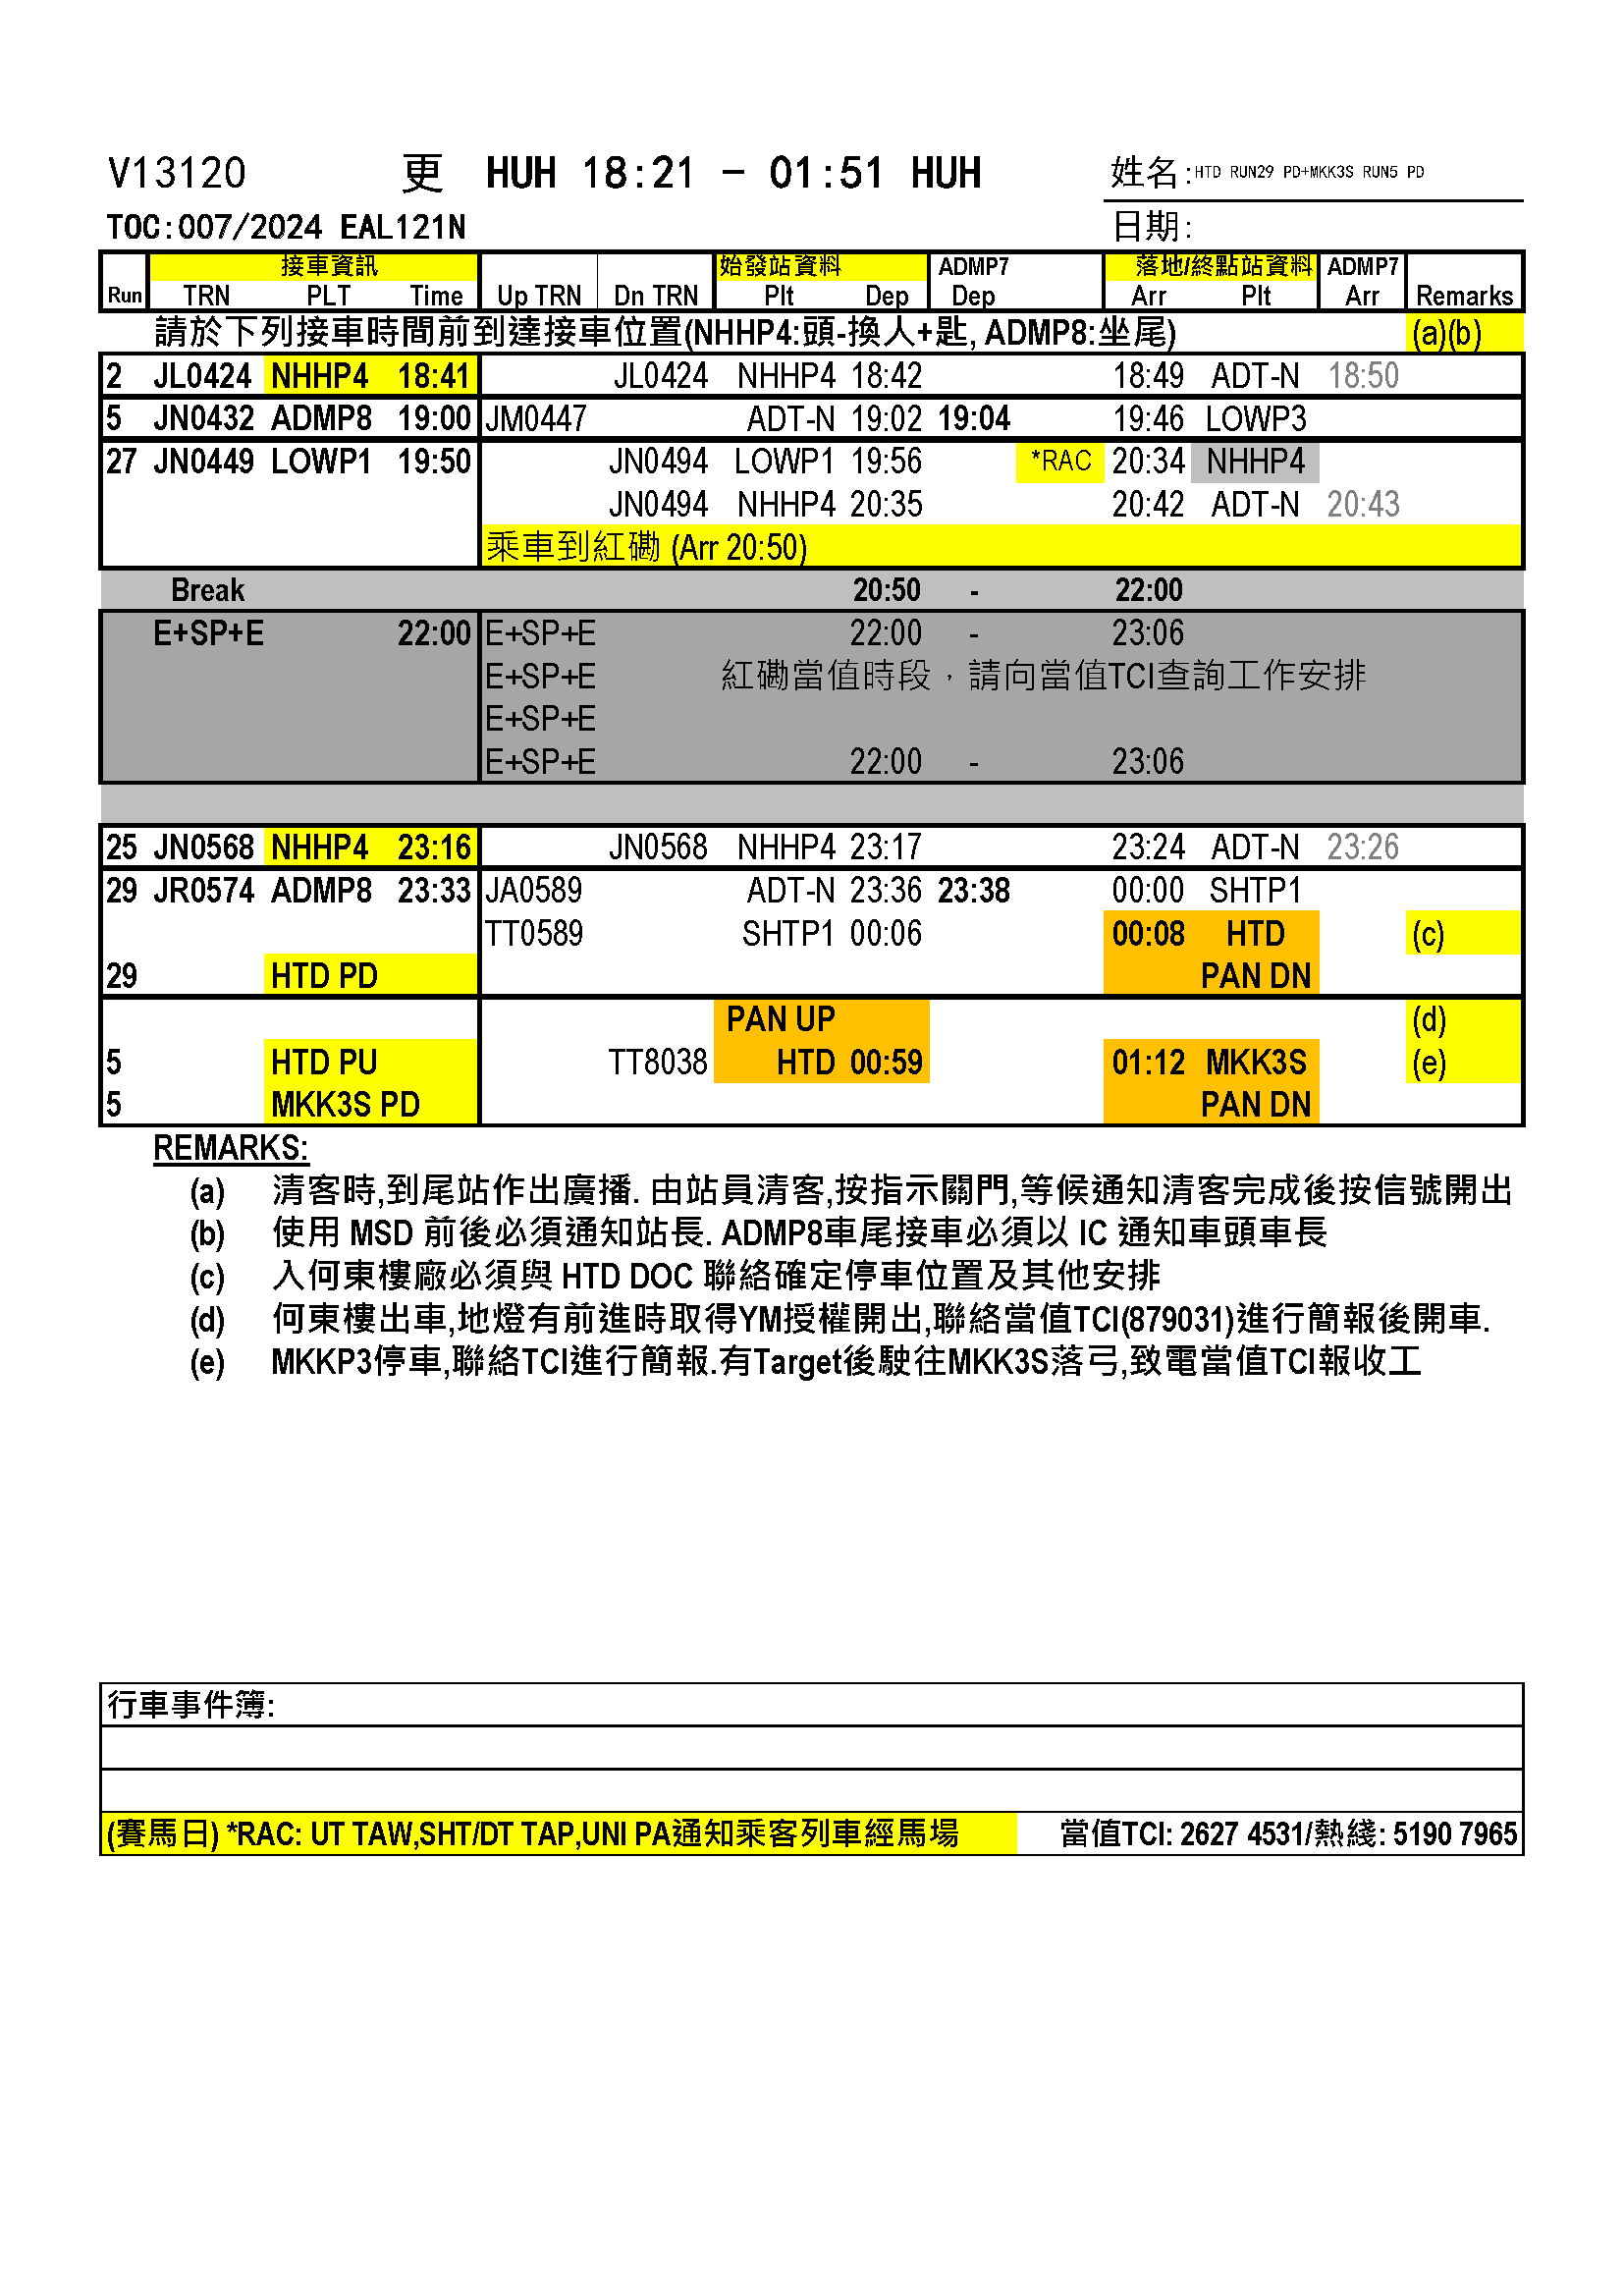 V13120 更 HUH 18:21 - 01:51 HUH 姓名:HTD RUN29 PD+MKK3S RUN5 PD
TOC:007/2024 EAL121N 日期:
接車資訊 始發站資料 ADMP7 落地/終點站資料 ADMP7
Run TRN PLT Time Up TRN Dn TRN Plt Dep Dep Arr Plt Arr Remarks
請於下列接車時間前到達接車位置(NHHP4:頭-換人+匙, ADMP8:坐尾) (a)(b)
2 JL0424 NHHP4 18:41 JL0424 NHHP4 18:42 18:49 ADT-N 18:50
5 JN0432 ADMP8 19:00 JM0447 ADT-N 19:02 19:04 19:46 LOWP3
27 JN0449 LOWP1 19:50 JN0494 LOWP1 19:56 *RAC 20:34 NHHP4
JN0494 NHHP4 20:35 20:42 ADT-N 20:43
乘車到紅磡 (Arr 20:50)
Break 20:50 - 22:00
E+SP+E 22:00 E+SP+E 22:00 - 23:06
E+SP+E 紅磡當值時段，請向當值TCI查詢工作安排
E+SP+E
E+SP+E 22:00 - 23:06
25 JN0568 NHHP4 23:16 JN0568 NHHP4 23:17 23:24 ADT-N 23:26
29 JR0574 ADMP8 23:33 JA0589 ADT-N 23:36 23:38 00:00 SHTP1
TT0589 SHTP1 00:06 00:08 HTD (c)
29 HTD PD PAN DN
PAN UP (d)
5 HTD PU TT8038 HTD 00:59 01:12 MKK3S (e)
5 MKK3S PD PAN DN
REMARKS:
(a) 清客時,到尾站作出廣播. 由站員清客,按指示關門,等候通知清客完成後按信號開出
(b) 使用 MSD 前後必須通知站長. ADMP8車尾接車必須以 IC 通知車頭車長
(c) 入何東樓廠必須與 HTD DOC 聯絡確定停車位置及其他安排
(d) 何東樓出車,地燈有前進時取得YM授權開出,聯絡當值TCI(879031)進行簡報後開車.
(e) MKKP3停車,聯絡TCI進行簡報.有Target後駛往MKK3S落弓,致電當值TCI報收工
行車事件簿:
(賽馬日) *RAC: UT TAW,SHT/DT TAP,UNI PA通知乘客列車經馬場 當值TCI: 2627 4531/熱綫: 5190 7965